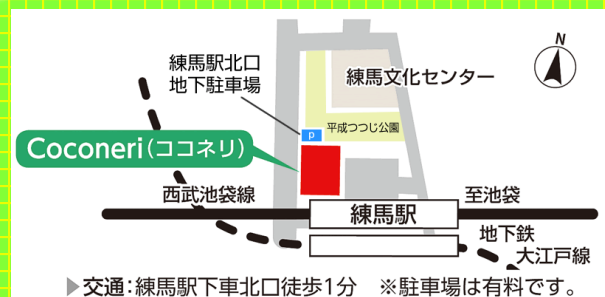 N
練馬駅北口
地下駐車場
練馬文化センター
P
平成つつじ公園
Coconeri（ココネリ）
西武池袋線
至池袋
練馬駅
地下鉄
大江戸線
▶交通：練馬駅下車北口徒歩1分　※駐車場は有料です。